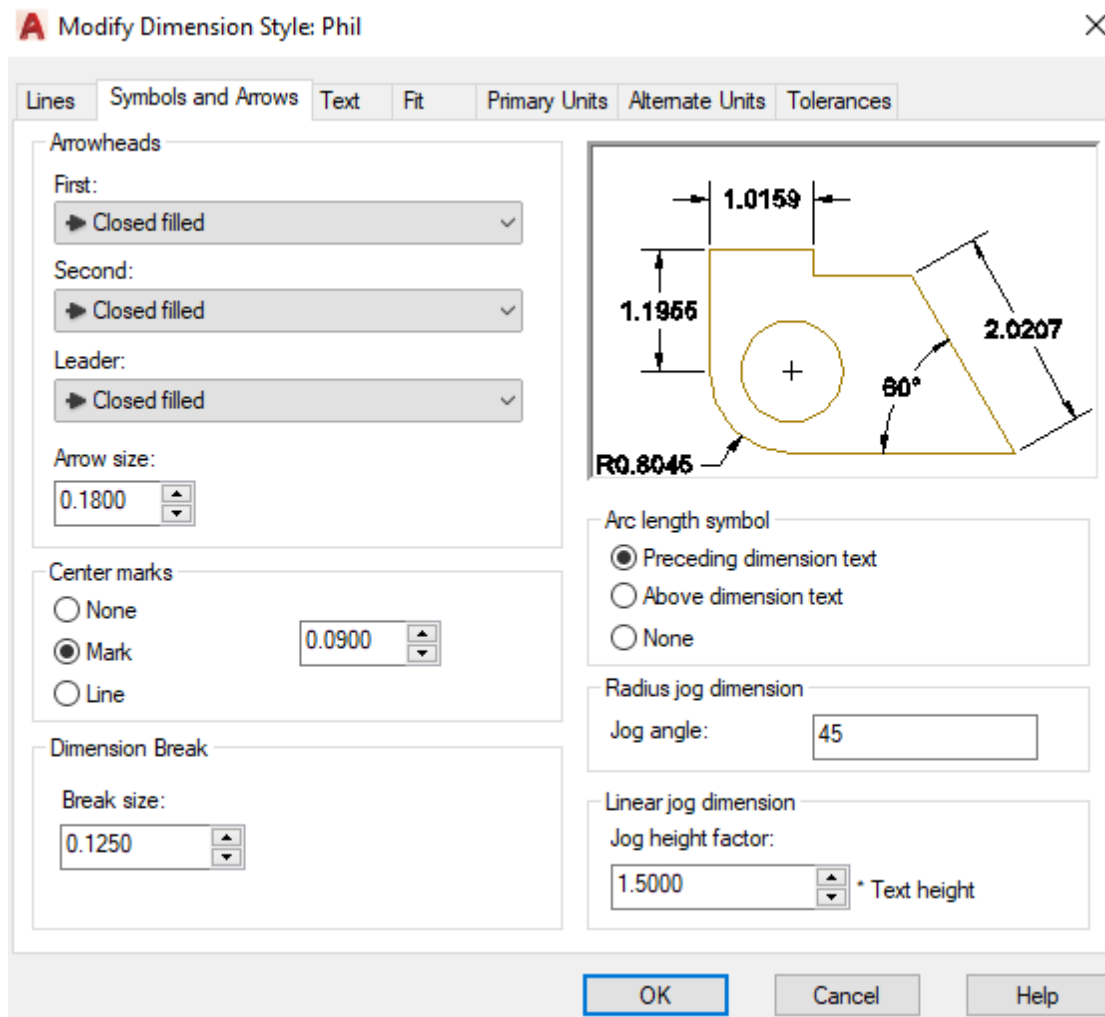 Modify Dimension Style: Phil
Lines Symbols and Arrows Text Fit Primary Units Alternate Units Tolerances
Arrowheads
First:
Closed filled
Second:
Closed filled
Leader:
Closed filled
Arrow size:
0.1800
Center marks
None
Mark
0.0900
Line
Dimension Break
Break size:
0.1250
1.0159
1.1955
2.0207
60°
R0.8045
Arc length symbol
Preceding dimension text
Above dimension text
None
Radius jog dimension
Jog angle:
45
Linear jog dimension
Jog height factor:
1.5000 * Text height
OK Cancel Help